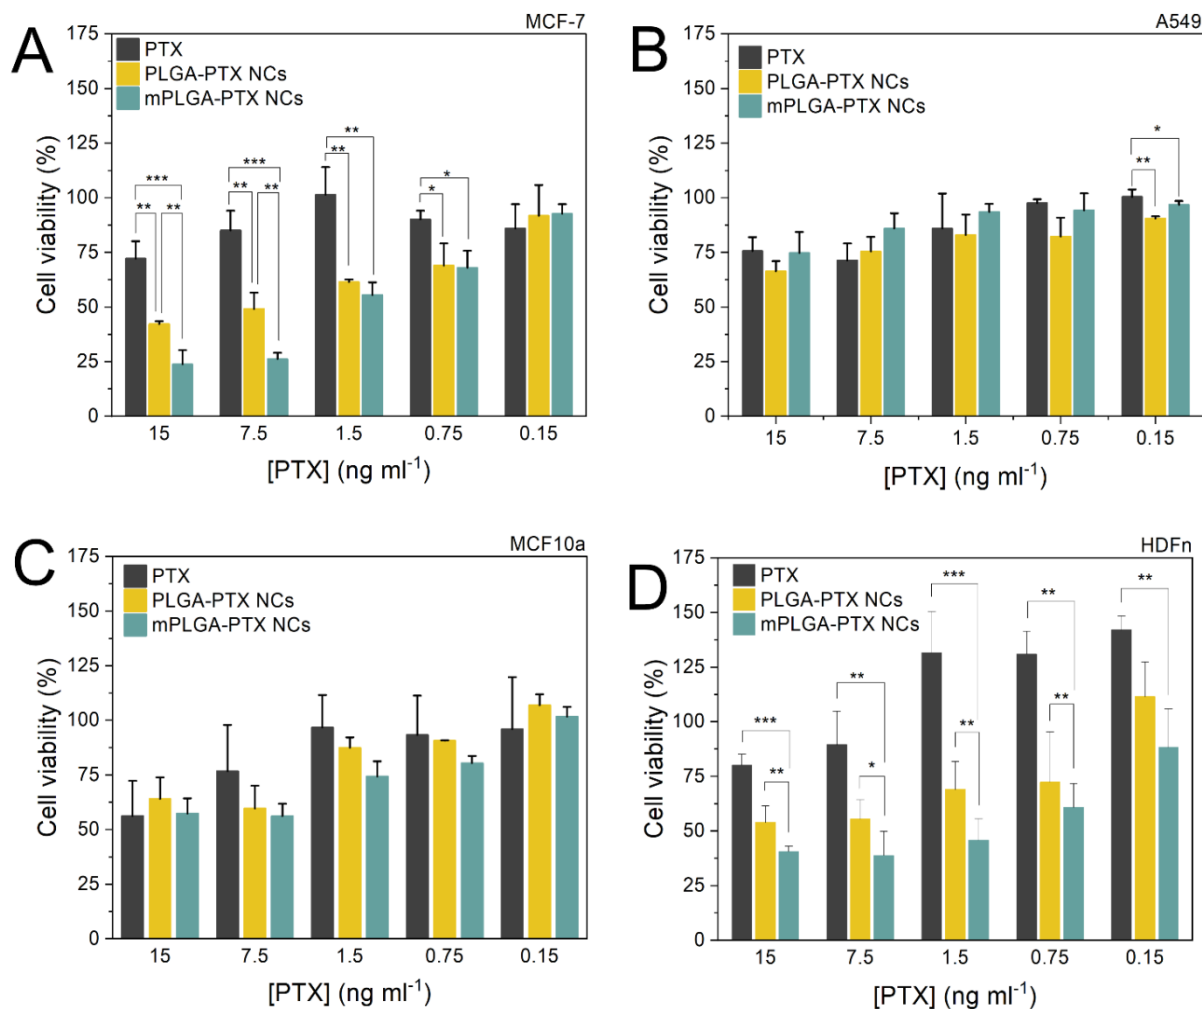 A
MCF-7
PTX
PLGA-PTX NCs
mPLGA-PTX NCs
Cell viability (%)
175
150
125
100
75
50
25
0
***
**
**
***
**
**
**
**
*
*
15
7.5
1.5
0.75
0.15
[PTX] (ng ml⁻¹)
B
A549
PTX
PLGA-PTX NCs
mPLGA-PTX NCs
Cell viability (%)
175
150
125
100
75
50
25
0
*
**
15
7.5
1.5
0.75
0.15
[PTX] (ng ml⁻¹)
C
MCF10a
PTX
PLGA-PTX NCs
mPLGA-PTX NCs
Cell viability (%)
175
150
125
100
75
50
25
0
15
7.5
1.5
0.75
0.15
[PTX] (ng ml⁻¹)
D
HDFn
PTX
PLGA-PTX NCs
mPLGA-PTX NCs
Cell viability (%)
175
150
125
100
75
50
25
0
***
**
**
*
***
**
**
**
**
15
7.5
1.5
0.75
0.15
[PTX] (ng ml⁻¹)